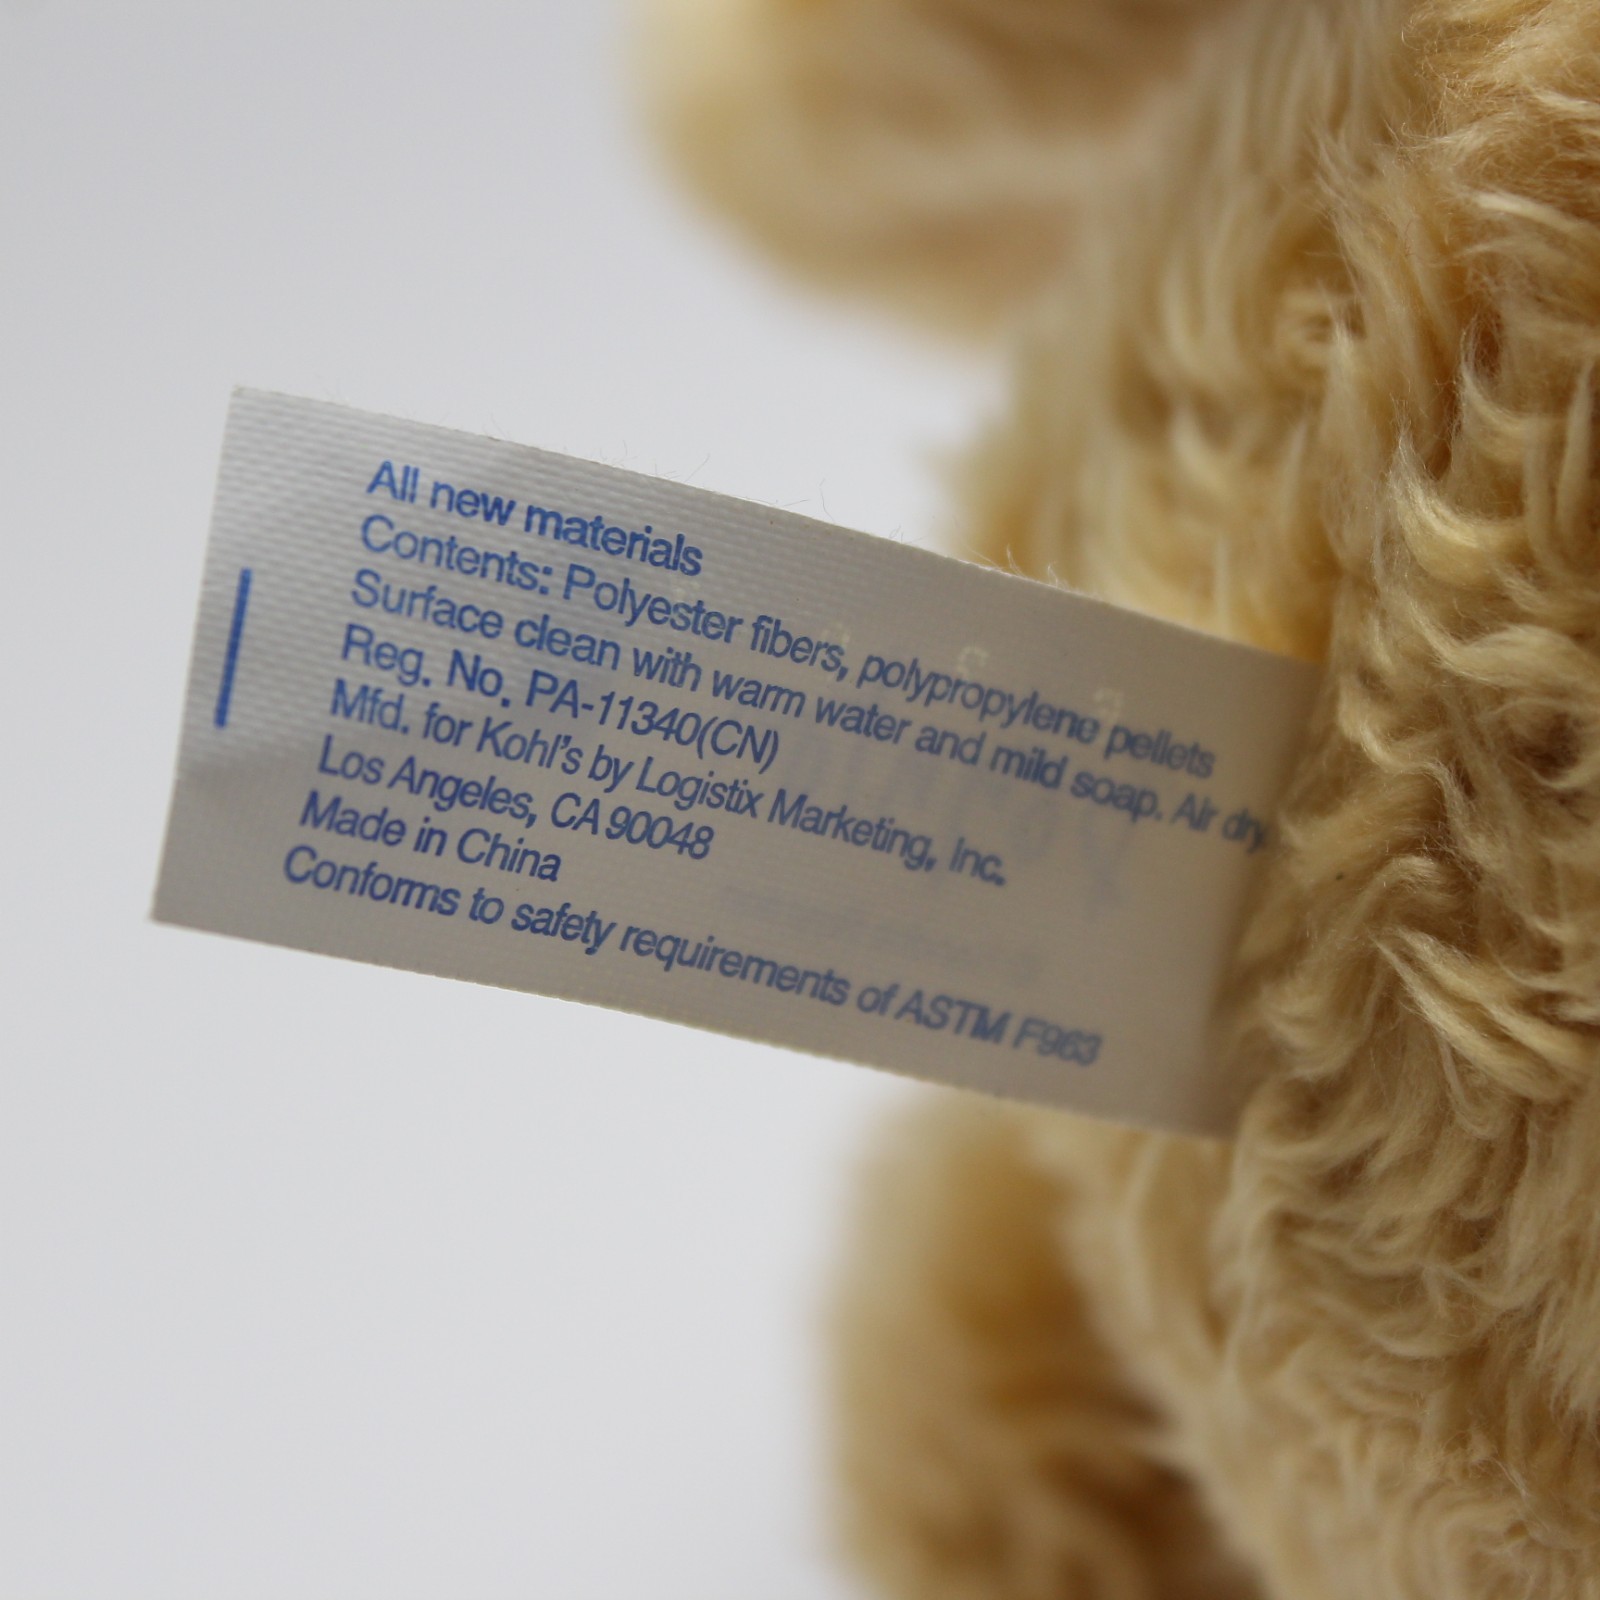 All new materials
Contents: Polyester fibers, polypropylene pellets
Surface clean with warm water and mild soap. Air dry.
Reg. No. PA-11340(CN)
Mfd. for Kohl's by Logistix Marketing, Inc.
Los Angeles, CA 90048
Made in China
Conforms to safety requirements of ASTM F963